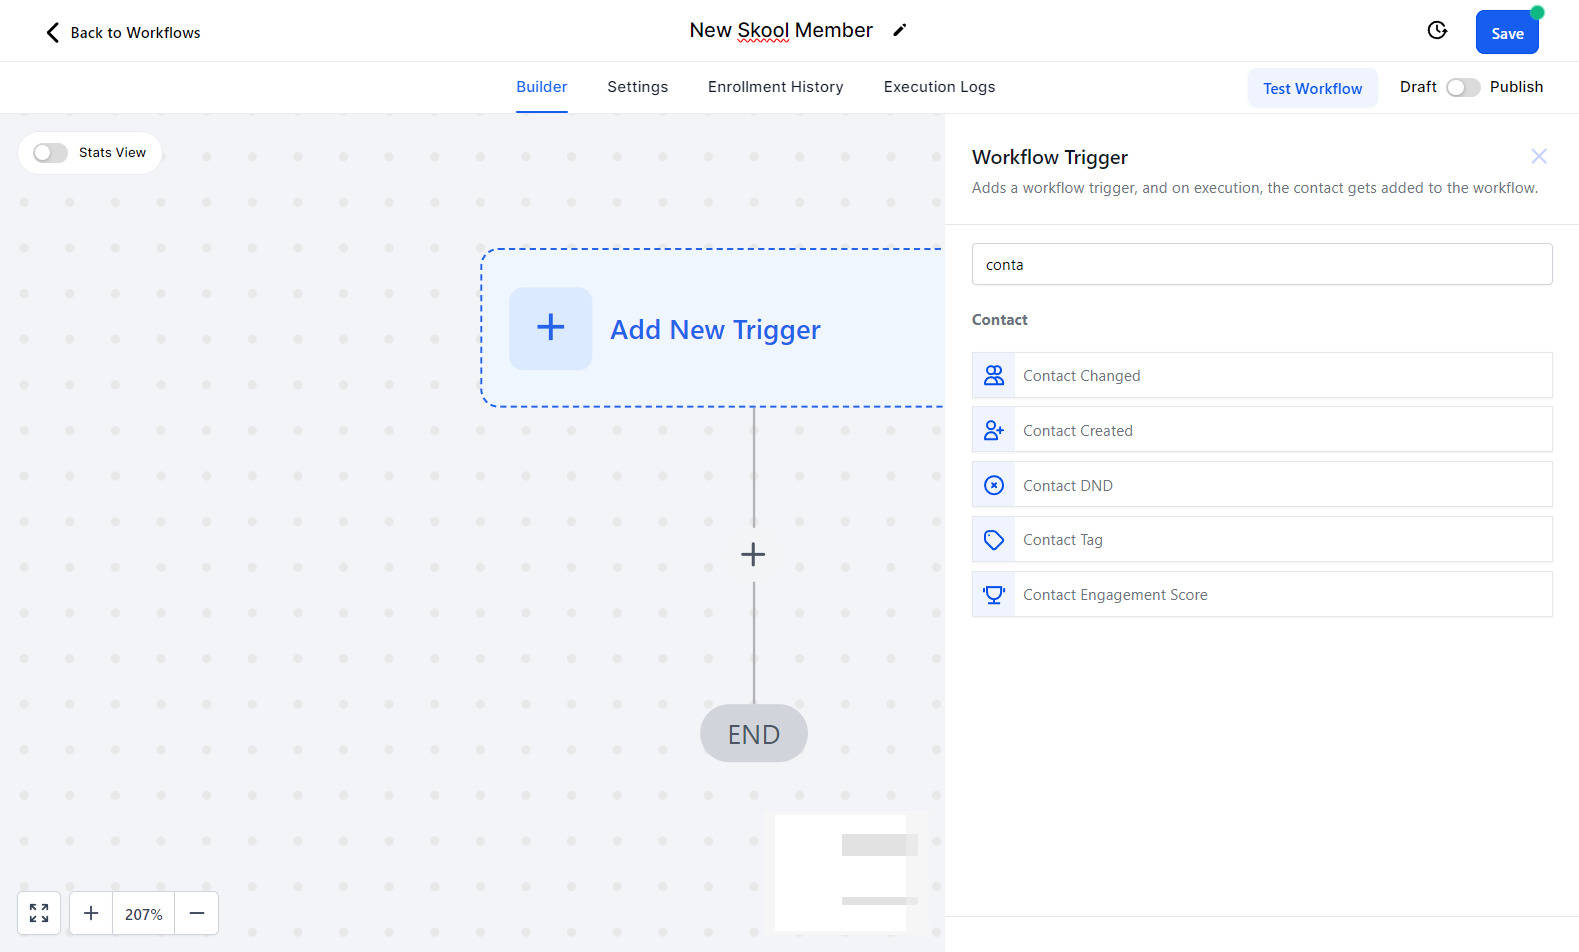 Back to Workflows
New Skool Member
Save
Builder
Settings
Enrollment History
Execution Logs
Test Workflow
Draft
Publish
Stats View
Add New Trigger
END
207%
Workflow Trigger
Adds a workflow trigger, and on execution, the contact gets added to the workflow.
conta
Contact
Contact Changed
Contact Created
Contact DND
Contact Tag
Contact Engagement Score